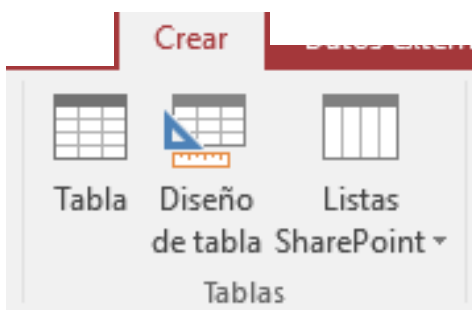 Crear
Tabla
Diseño
de tabla
Listas
SharePoint
Tablas